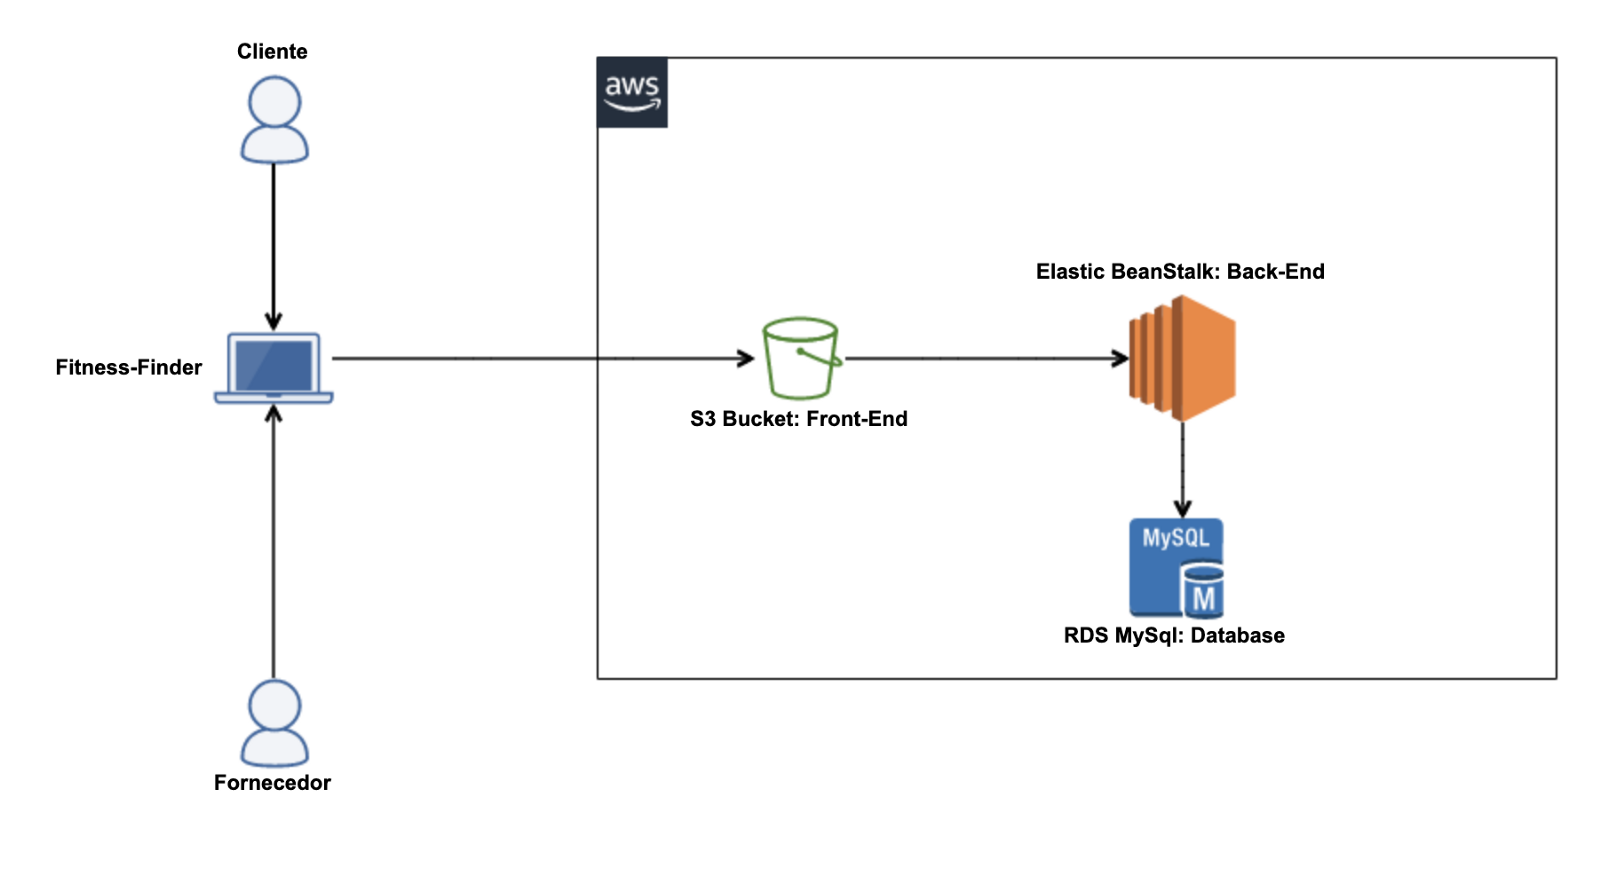 Cliente
aws
Elastic BeanStalk: Back-End
Fitness-Finder
S3 Bucket: Front-End
MySQL
M
RDS MySql: Database
Fornecedor